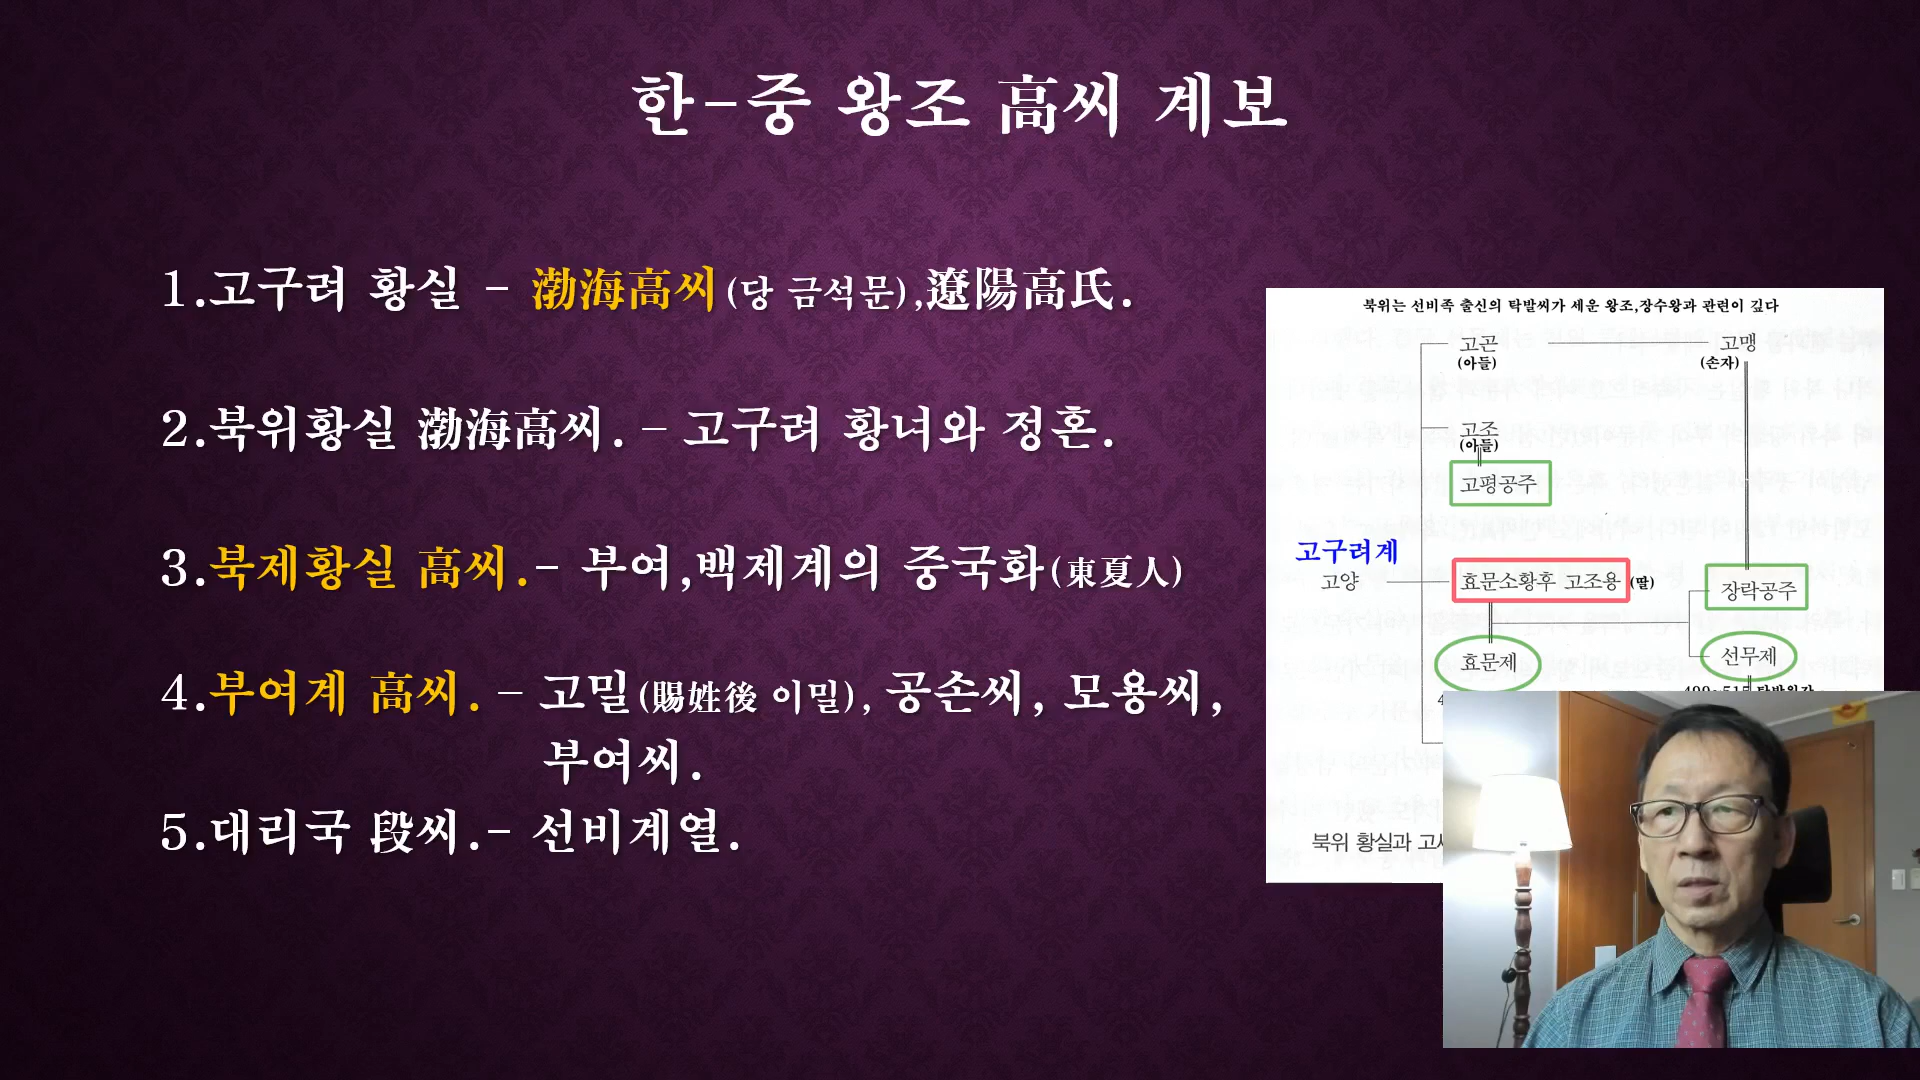 한-중 왕조 高씨 계보
1.고구려 황실 - 渤海高씨(당 금석문),遼陽高氏.
2.북위황실 渤海高씨. - 고구려 황녀와 정혼.
3.북제황실 高씨.- 부여,백제계의 중국화(東夏人)
4.부여계 高씨. - 고밀(賜姓後 이밀), 공손씨, 모용씨,
부여씨.
5.대리국 段씨.- 선비계열.
북위는 선비족 출신의 탁발씨가 세운 왕조,장수왕과 관련이 깊다
고곤 고맹
(아들) (손자)
고조
(아들)
고평공주
고구려계
고양 효문소황후 고조용 (딸) 장락공주
효문제 선무제
북위 황실과